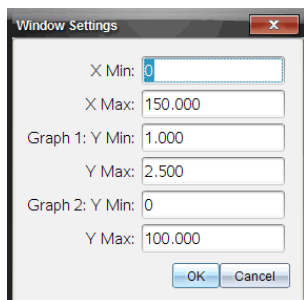 Window Settings
X
X Min: 0
X Max: 150.000
Graph 1: Y Min: 1.000
Y Max: 2.500
Graph 2: Y Min: 0
Y Max: 100.000
OK Cancel